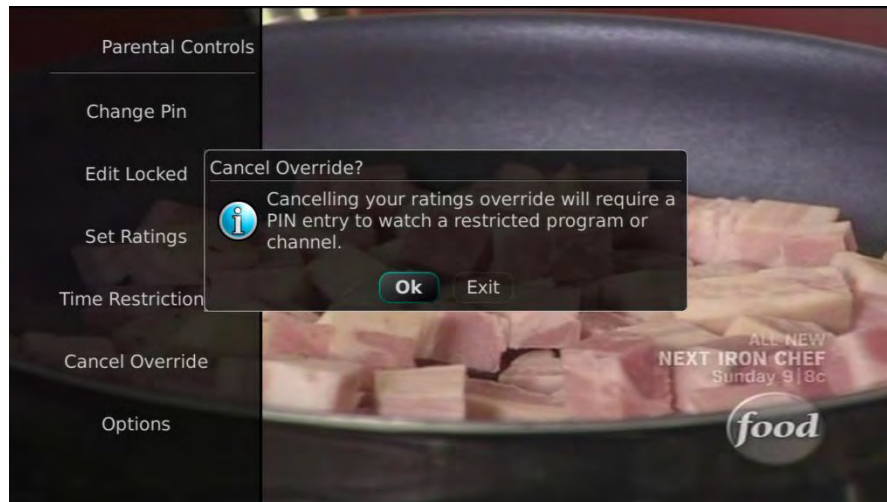 Parental Controls
Change Pin
Edit Locked
Set Ratings
Time Restriction
Cancel Override
Options
Cancel Override?
Cancelling your ratings override will require a
PIN entry to watch a restricted program or
channel.
Ok
Exit
ALL NEW
NEXT IRON CHEF
Sunday 9|8c
food